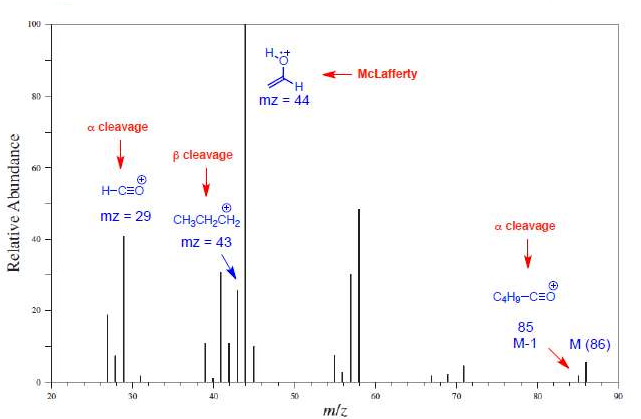 100
80
60
40
20
0
20
30
40
50
60
70
80
90
Relative Abundance
m/z
α cleavage
H–C≡O⊕
mz = 29
β cleavage
CH₃CH₂CH₂⊕
mz = 43
H
O
•+
H
McLafferty
mz = 44
α cleavage
C₄H₉–C≡O⊕
85
M-1
M (86)